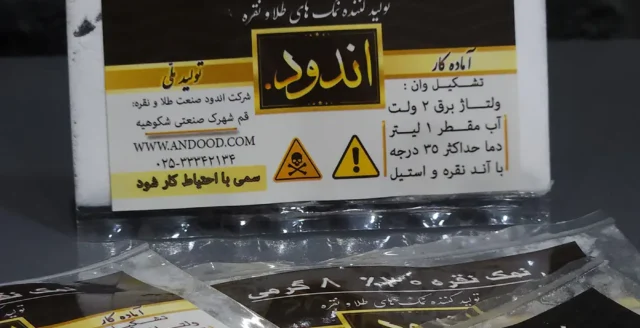 تولید کننده نمک های طلا و نقره
اندود
آماده کار
تشکیل وان :
ولتاژ برق ۲ ولت
آب مقطر ۱ لیتر
دما حداکثر ۳۵ درجه
با آند نقره و استیل
تولید ملی
شرکت اندود صنعت طلا و نقره:
قم شهرک صنعتی شکوهیه
WWW.ANDOOD.COM
۰۲۵-۳۳۳۴۲۱۳۴
سمی با احتیاط کار شود
نمک نقره ۳۰٪ ۸ گرمی
تولید کننده نمک های طلا و نقره
آماده کار